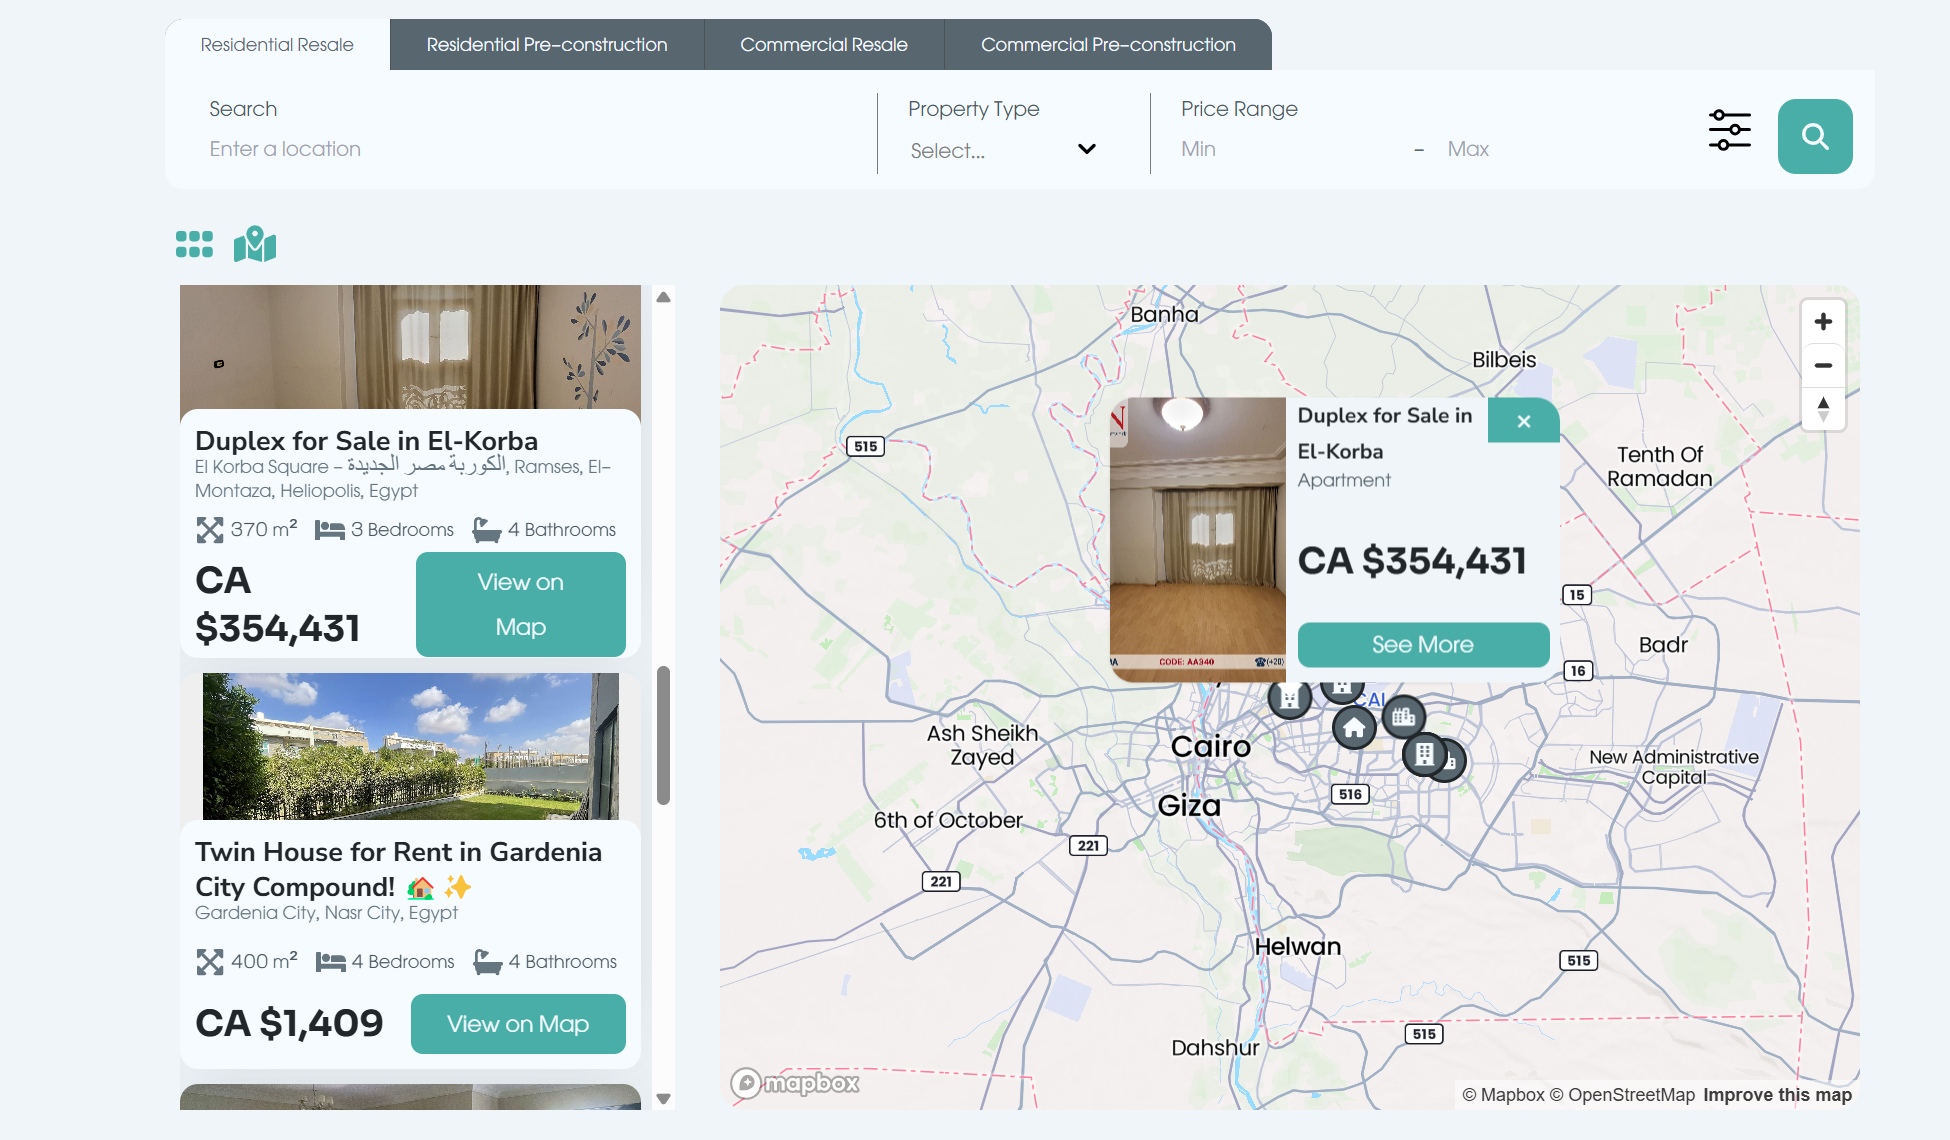 Residential Resale
Residential Pre-construction
Commercial Resale
Commercial Pre-construction
Search
Enter a location
Property Type
Select...
Price Range
Min
-
Max
Duplex for Sale in El-Korba
El Korba Square – الكوربة مصر الجديدة, Ramses, El-
Montaza, Heliopolis, Egypt
370 m²
3 Bedrooms
4 Bathrooms
CA
$354,431
View on
Map
Twin House for Rent in Gardenia
City Compound! 🏡 ✨
Gardenia City, Nasr City, Egypt
400 m²
4 Bedrooms
4 Bathrooms
CA $1,409
View on Map
Banha
Bilbeis
515
Tenth Of
Ramadan
Duplex for Sale in
El-Korba
Apartment
CA $354,431
See More
CODE: AA340
(+20)
15
Badr
16
CAI
Ash Sheikh
Zayed
Cairo
New Administrative
Capital
516
Giza
6th of October
221
221
Helwan
515
515
Dahshur
mapbox
© Mapbox © OpenStreetMap Improve this map